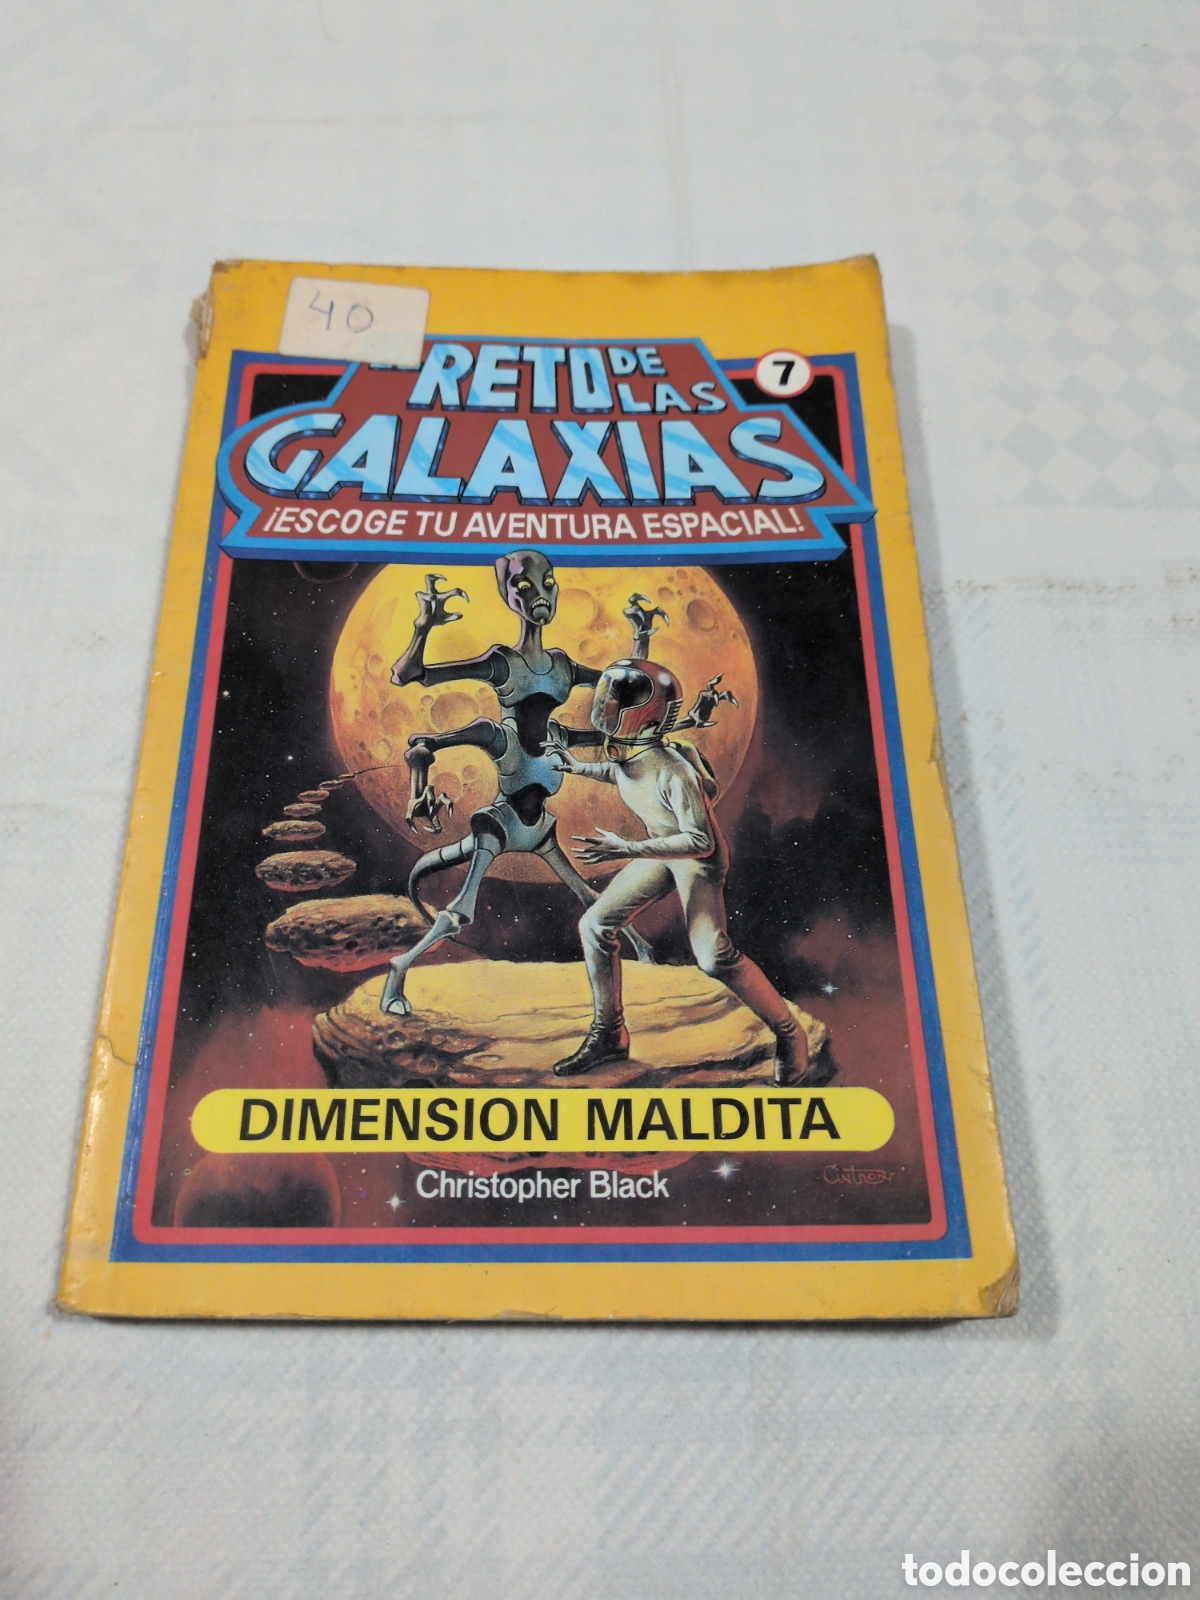 40
RETO DE LAS
GALAXIAS
¡ESCOGE TU AVENTURA ESPACIAL!
7
DIMENSION MALDITA
Christopher Black
todocoleccion